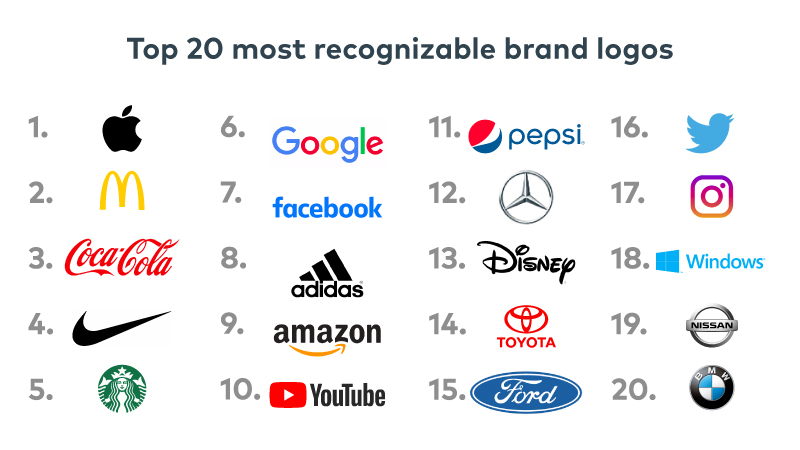 Top 20 most recognizable brand logos
1.
2.
3. Coca-Cola
4.
5.
6. Google
7. facebook
8. adidas
9. amazon
10. YouTube
11. pepsi
12.
13. Disney
14. TOYOTA
15. Ford
16.
17.
18. Windows
19. NISSAN
20. BMW